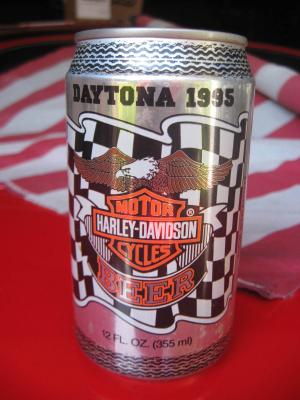 DAYTONA 1995
MOTOR
HARLEY-DAVIDSON
®
CYCLES
BEER
12 FL. OZ. (355 ml)